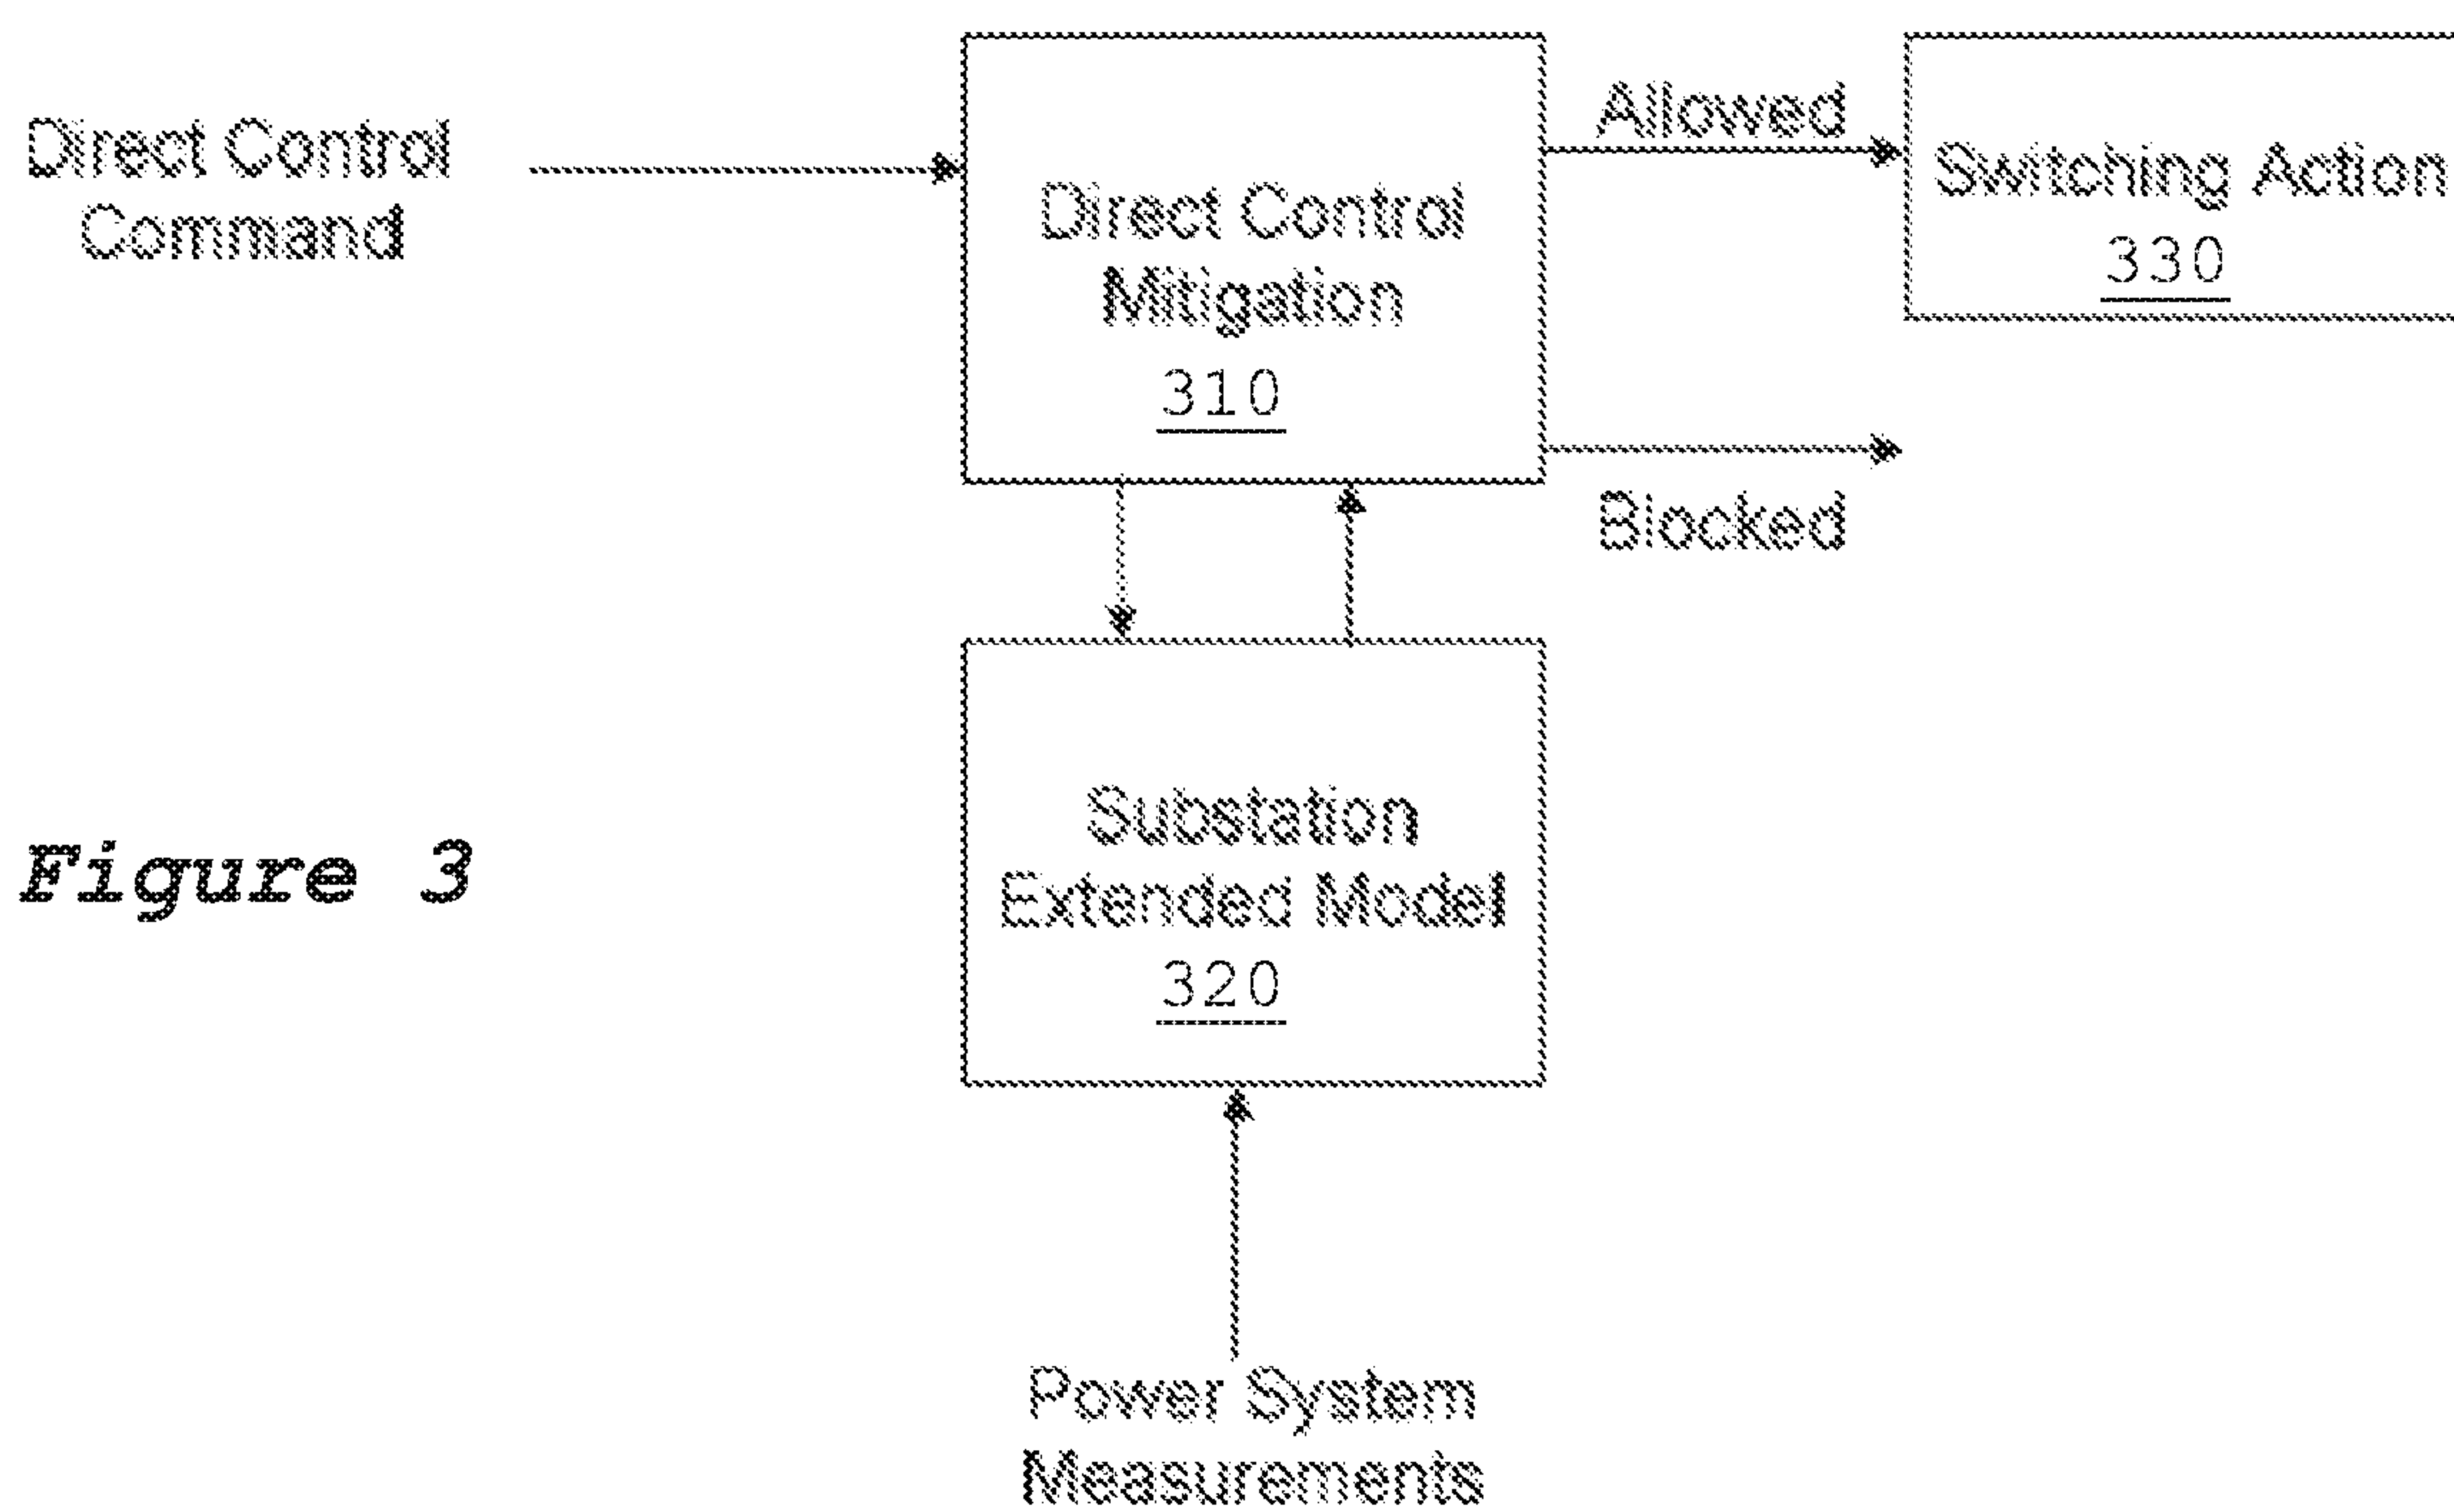 Direct Control
Command
Direct Control
Mitigation
310
Allowed
Switching Action
330
Blocked
Substation
Extended Model
320
Figure 3
Power System
Measurements